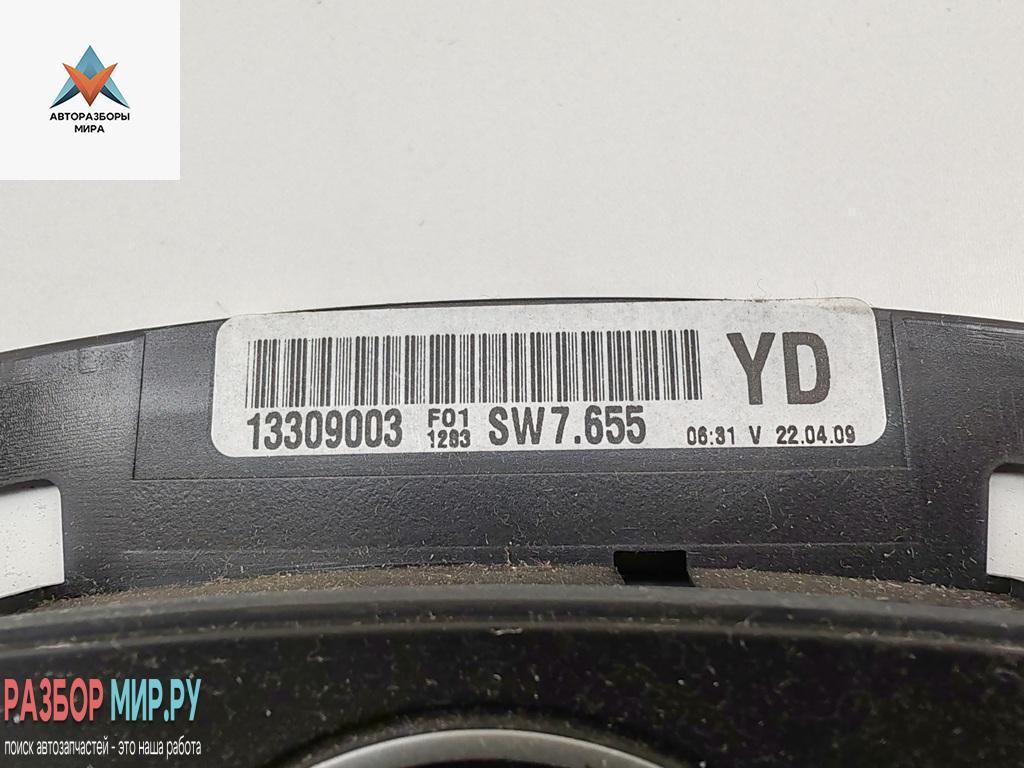 АВТОРАЗБОРЫ
МИРА
YD
13309003 F01 1293 SW7.655 06:31 V 22.04.09
РАЗБОР МИР.РУ
поиск автозапчастей - это наша работа